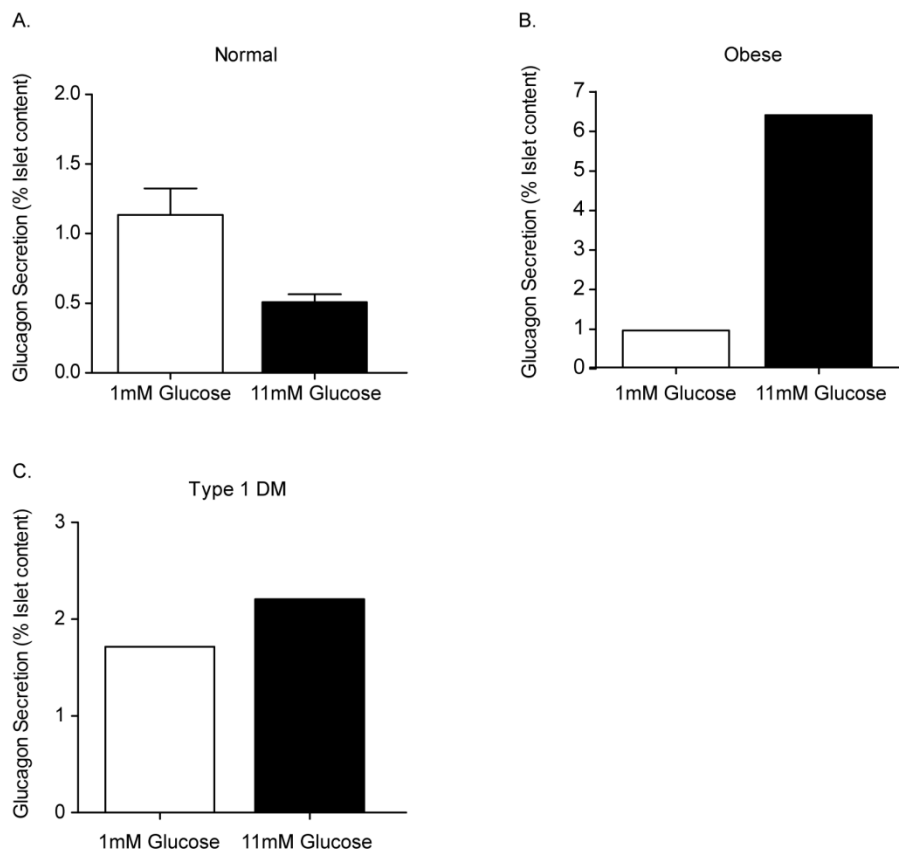 A.
Normal
Glucagon Secretion (% Islet content)
2.0
1.5
1.0
0.5
0.0
1mM Glucose 11mM Glucose
B.
Obese
Glucagon Secretion (% Islet content)
7
6
5
4
3
2
1
0
1mM Glucose 11mM Glucose
C.
Type 1 DM
Glucagon Secretion (% Islet content)
3
2
1
0
1mM Glucose 11mM Glucose